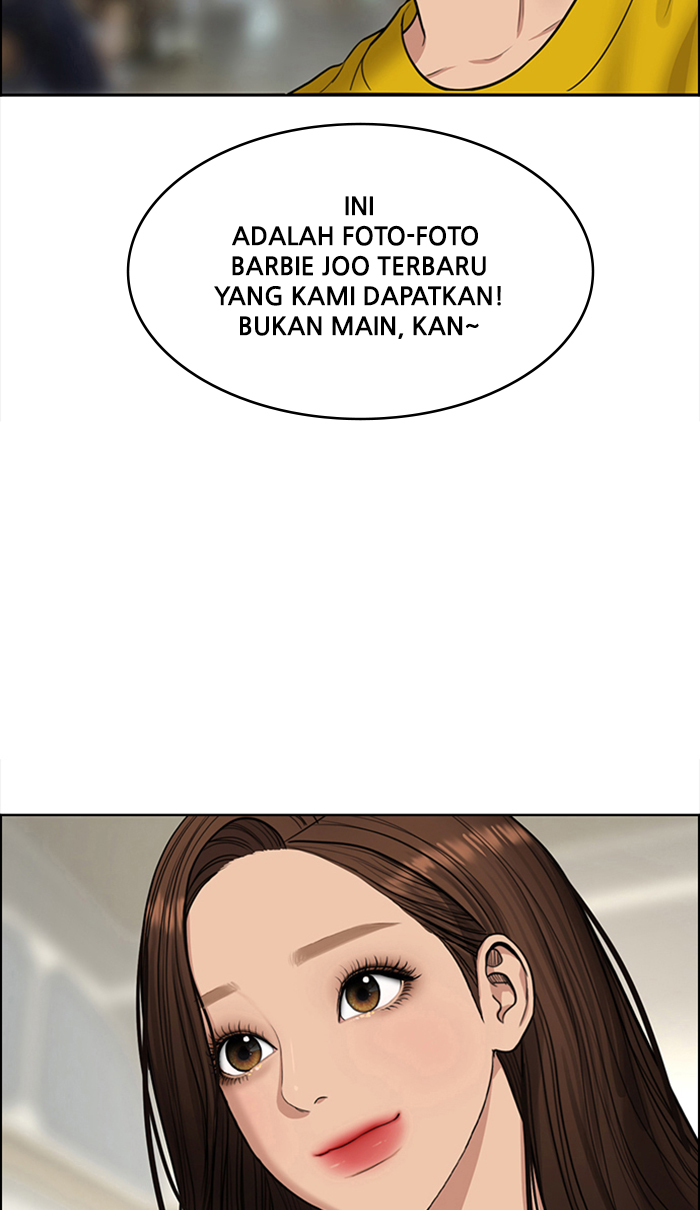 INI
ADALAH FOTO-FOTO
BARBIE JOO TERBARU
YANG KAMI DAPATKAN!
BUKAN MAIN, KAN~